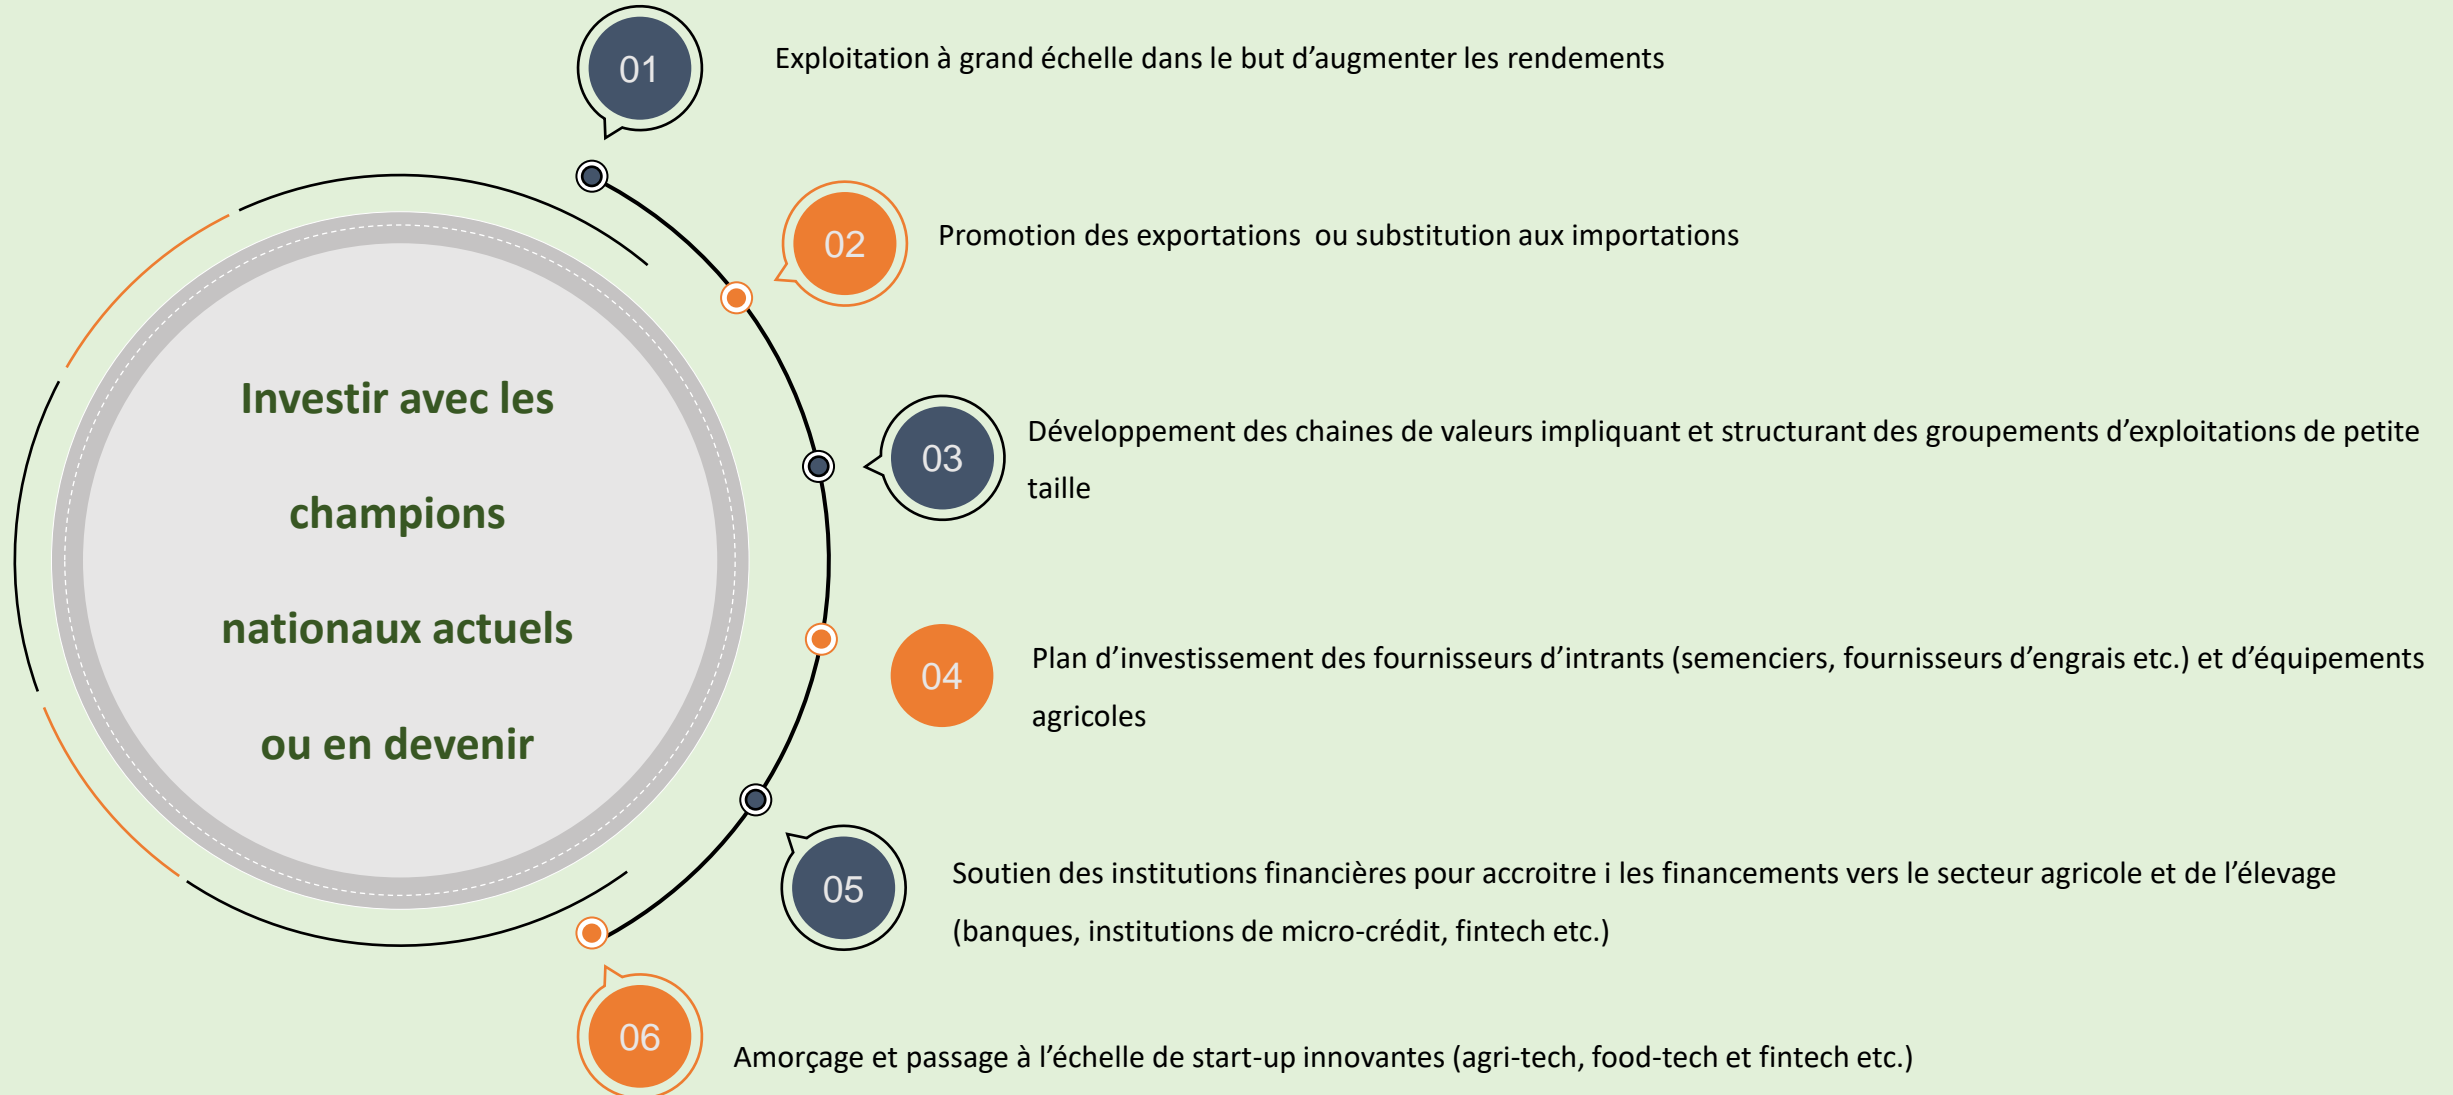 Investir avec les
champions
nationaux actuels
ou en devenir
01
Exploitation à grand échelle dans le but d’augmenter les rendements
02
Promotion des exportations  ou substitution aux importations
03
Développement des chaines de valeurs impliquant et structurant des groupements d’exploitations de petite
taille
04
Plan d’investissement des fournisseurs d’intrants (semenciers, fournisseurs d’engrais etc.) et d’équipements
agricoles
05
Soutien des institutions financières pour accroitre i les financements vers le secteur agricole et de l’élevage
(banques, institutions de micro-crédit, fintech etc.)
06
Amorçage et passage à l’échelle de start-up innovantes (agri-tech, food-tech et fintech etc.)